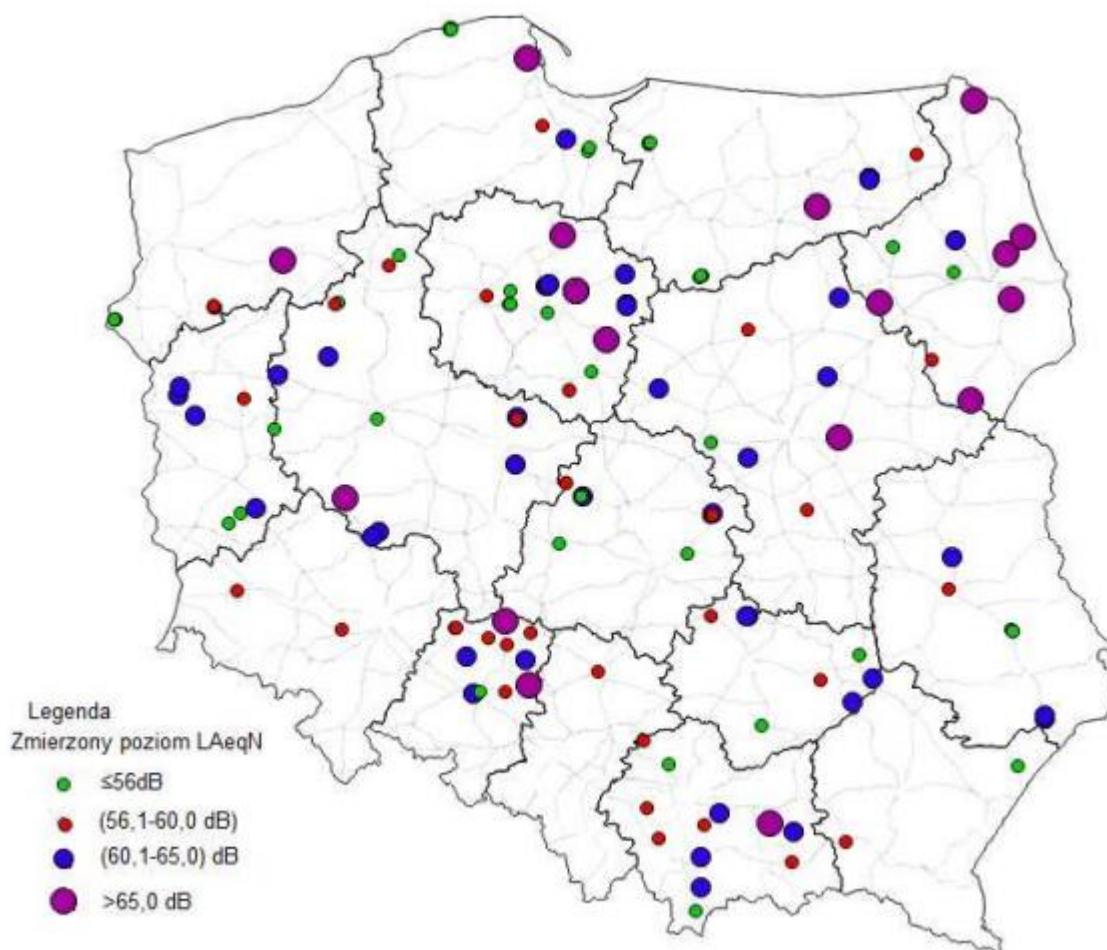 Legenda
Zmierzony poziom LAeqN
≤56dB
(56,1-60,0 dB)
(60,1-65,0) dB
>65,0 dB